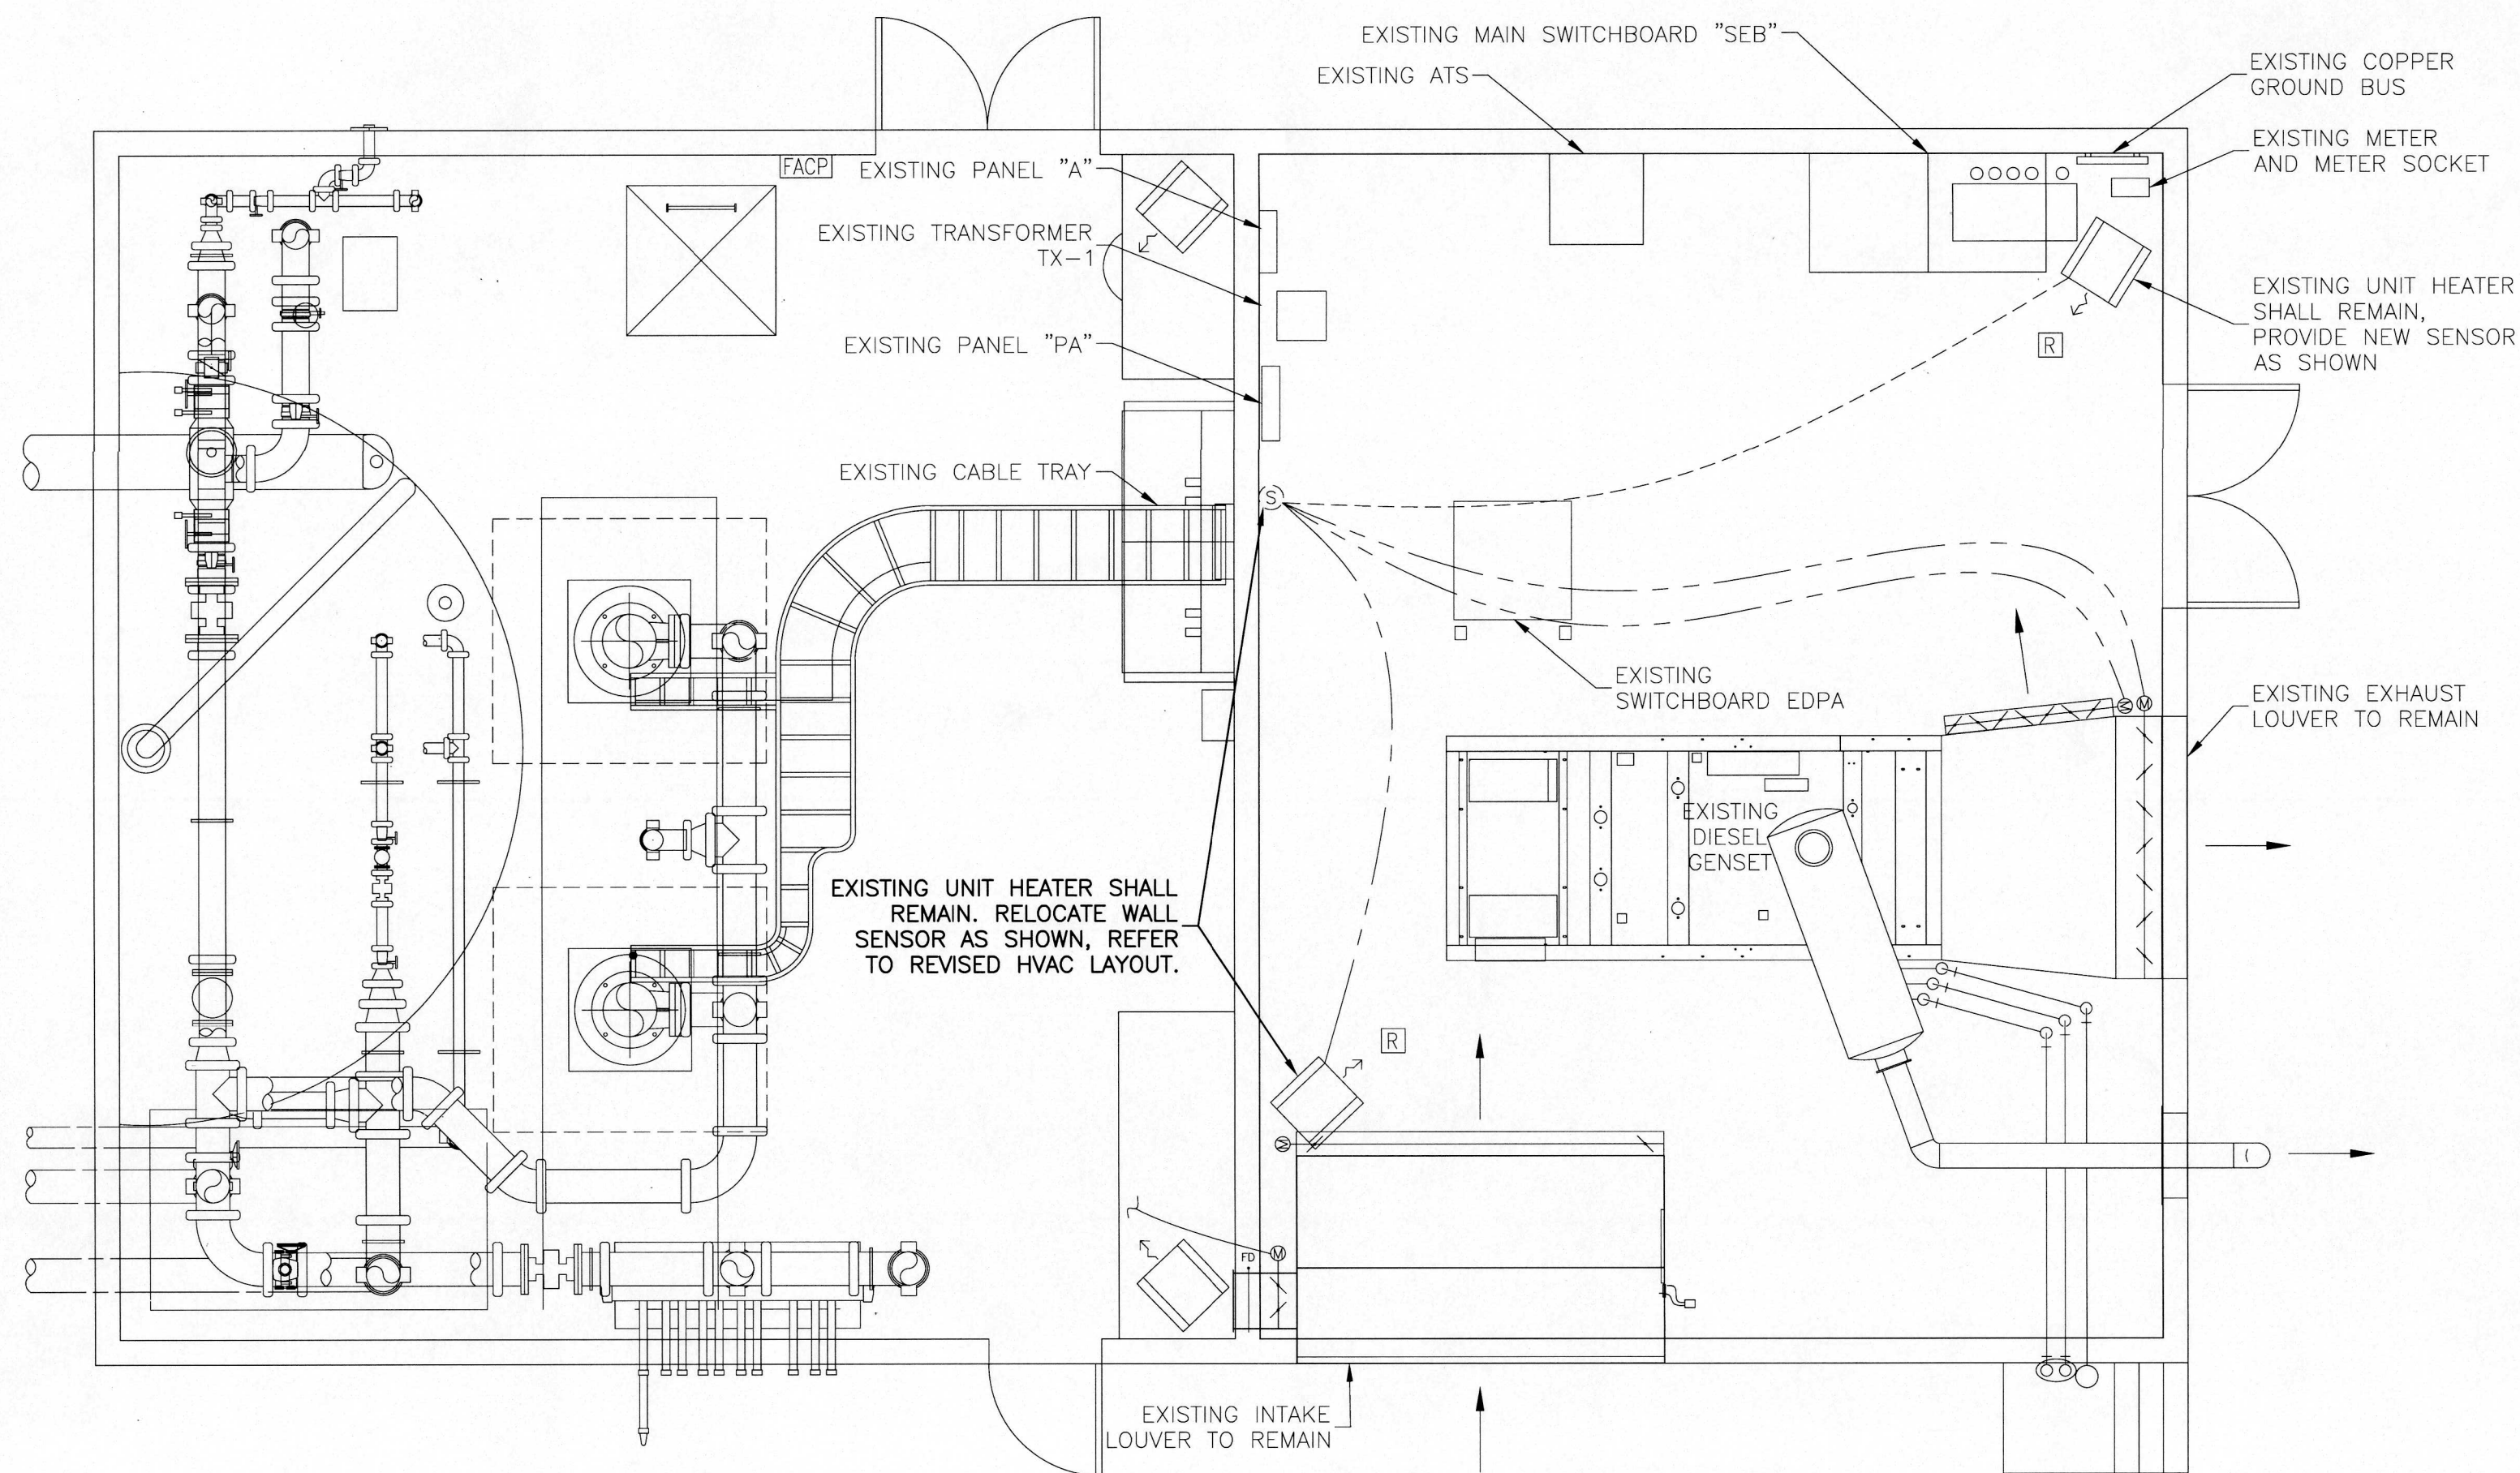 EXISTING MAIN SWITCHBOARD "SEB"
EXISTING ATS
EXISTING COPPER
GROUND BUS
EXISTING METER
AND METER SOCKET
FACP
EXISTING PANEL "A"
EXISTING TRANSFORMER
TX-1
EXISTING UNIT HEATER
SHALL REMAIN,
PROVIDE NEW SENSOR
AS SHOWN
R
EXISTING PANEL "PA"
EXISTING CABLE TRAY
S
EXISTING
SWITCHBOARD EDPA
M
M
EXISTING EXHAUST
LOUVER TO REMAIN
EXISTING
DIESEL
GENSET
EXISTING UNIT HEATER SHALL
REMAIN. RELOCATE WALL
SENSOR AS SHOWN, REFER
TO REVISED HVAC LAYOUT.
R
M
FD
M
EXISTING INTAKE
LOUVER TO REMAIN